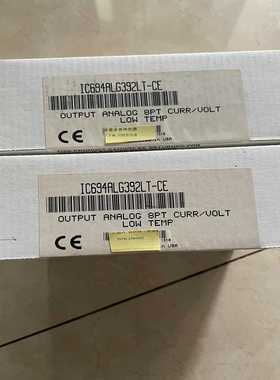 IC694ALG392LT-CE
OUTPUT ANALOG 8PT CURR/VOLT
LOW TEMP
CE
USA
IC694ALG392LT-CE
OUTPUT ANALOG 8PT CURR/VOLT
LOW TEMP
CE